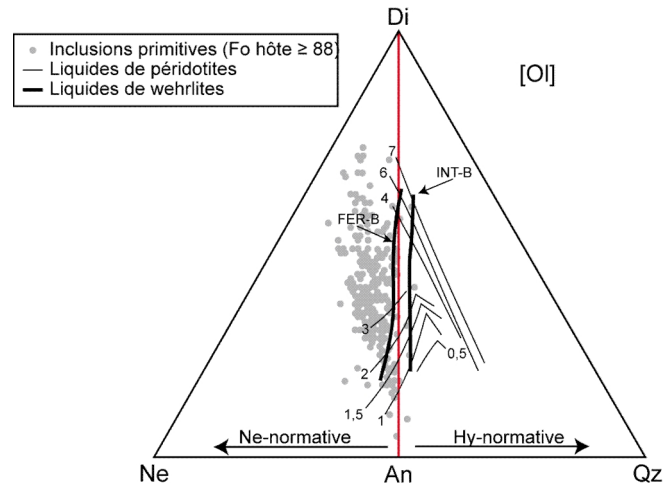 Di
Inclusions primitives (Fo hôte ≥ 88)
Liquides de péridotites
Liquides de wehrlites
[Ol]
7
6
INT-B
4
FER-B
3
0,5
2
1,5
1
Ne-normative
Hy-normative
Ne
An
Qz